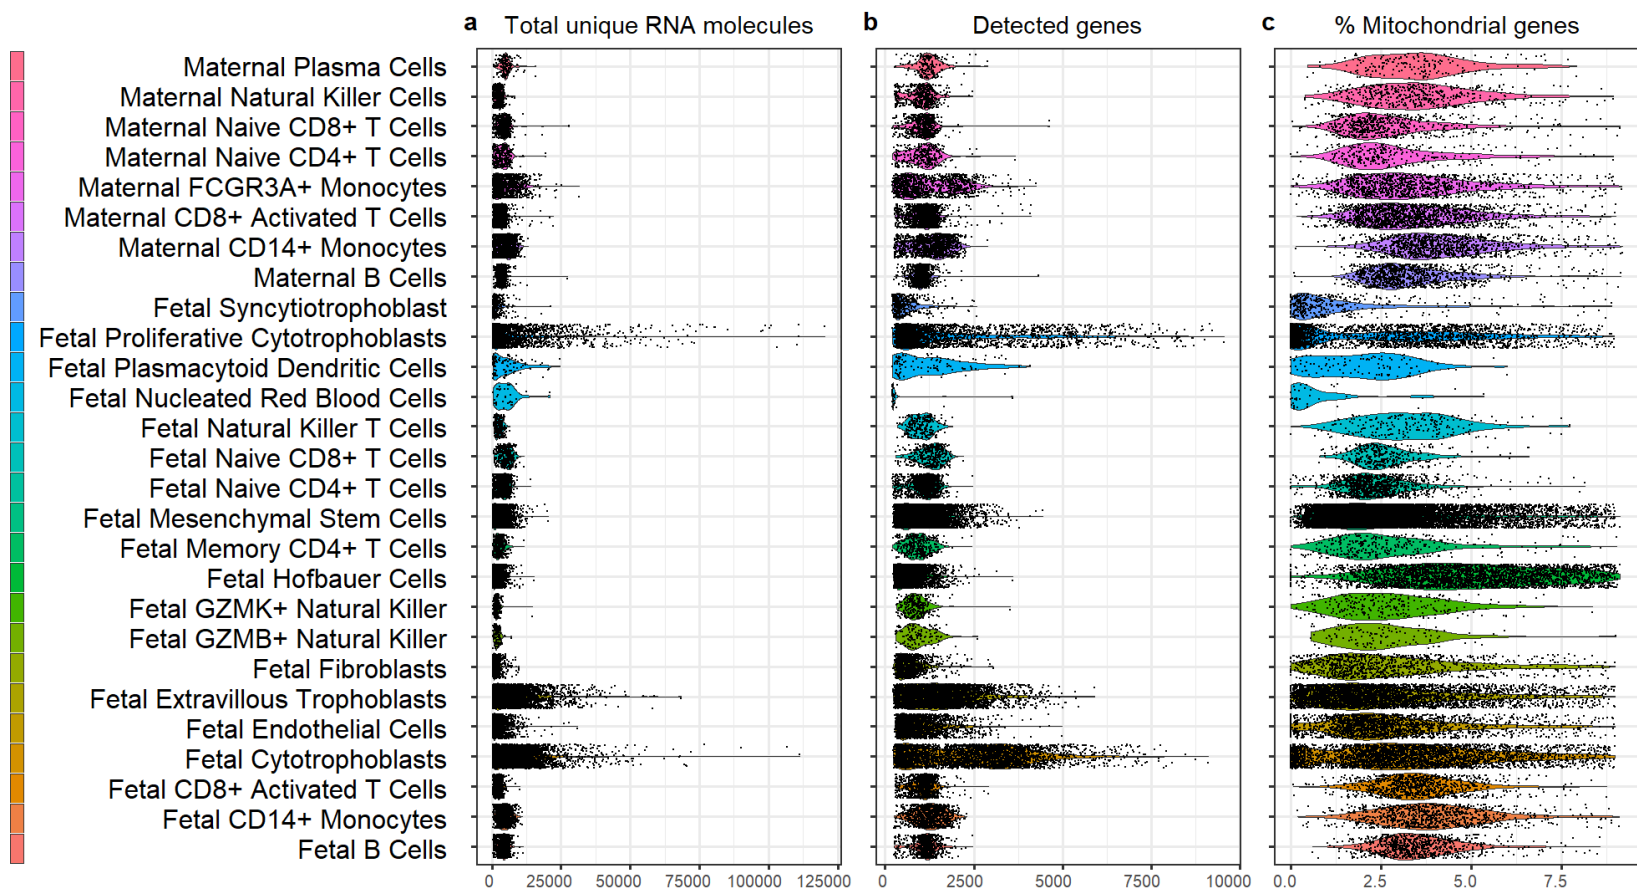 a Total unique RNA molecules b Detected genes c % Mitochondrial genes
Maternal Plasma Cells
Maternal Natural Killer Cells
Maternal Naive CD8+ T Cells
Maternal Naive CD4+ T Cells
Maternal FCGR3A+ Monocytes
Maternal CD8+ Activated T Cells
Maternal CD14+ Monocytes
Maternal B Cells
Fetal Syncytiotrophoblast
Fetal Proliferative Cytotrophoblasts
Fetal Plasmacytoid Dendritic Cells
Fetal Nucleated Red Blood Cells
Fetal Natural Killer T Cells
Fetal Naive CD8+ T Cells
Fetal Naive CD4+ T Cells
Fetal Mesenchymal Stem Cells
Fetal Memory CD4+ T Cells
Fetal Hofbauer Cells
Fetal GZMK+ Natural Killer
Fetal GZMB+ Natural Killer
Fetal Fibroblasts
Fetal Extravillous Trophoblasts
Fetal Endothelial Cells
Fetal Cytotrophoblasts
Fetal CD8+ Activated T Cells
Fetal CD14+ Monocytes
Fetal B Cells
0 25000 50000 75000 100000 125000 0 2500 5000 7500 10000 0.0 2.5 5.0 7.5